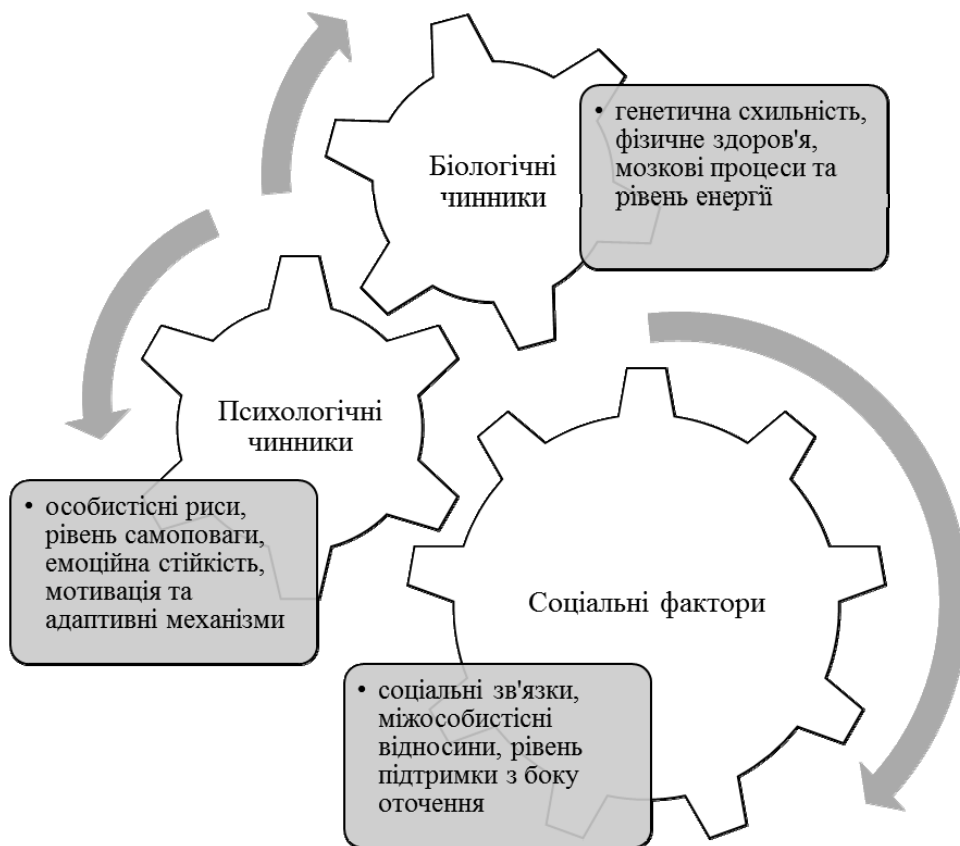 Біологічні
чинники
• генетична схильність,
фізичне здоров'я,
мозкові процеси та
рівень енергії
Психологічні
чинники
• особистісні риси,
рівень самоповаги,
емоційна стійкість,
мотивація та
адаптивні механізми
Соціальні фактори
• соціальні зв'язки,
міжособистісні
відносини, рівень
підтримки з боку
оточення